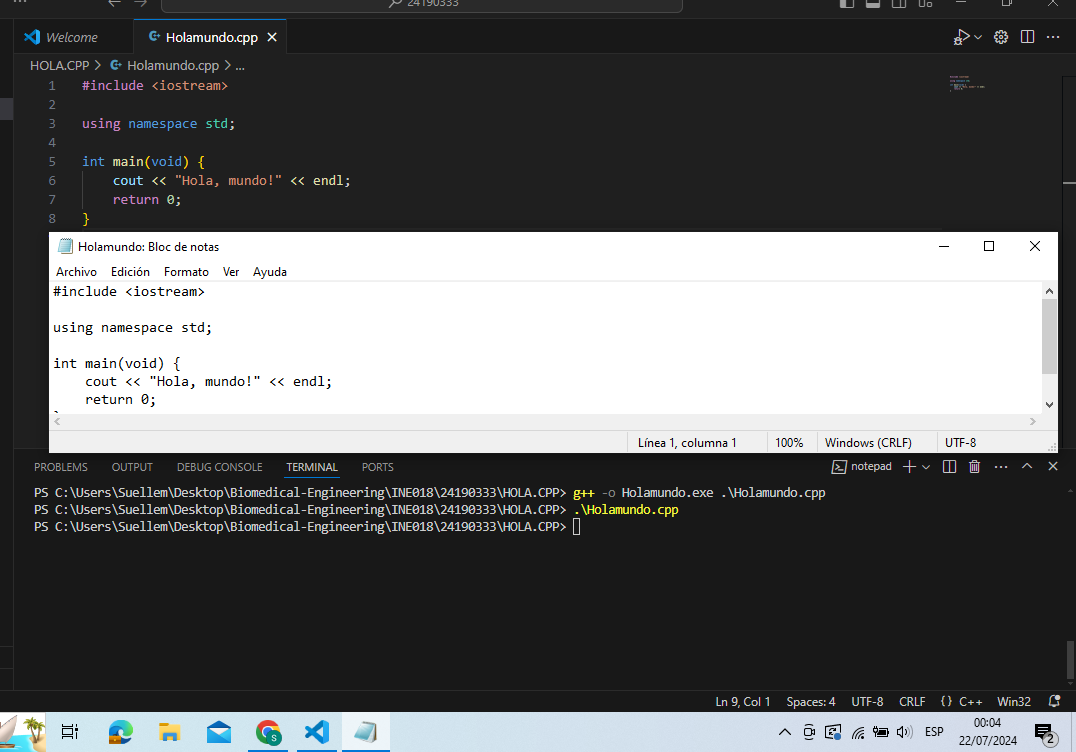 24190333
Welcome
Holamundo.cpp
HOLA.CPP > Holamundo.cpp > ...
1 #include <iostream>
2
3 using namespace std;
4
5 int main(void) {
6 cout << "Hola, mundo!" << endl;
7 return 0;
8 }
Holamundo: Bloc de notas
Archivo Edición Formato Ver Ayuda
#include <iostream>
using namespace std;
int main(void) {
cout << "Hola, mundo!" << endl;
return 0;
Línea 1, columna 1 100% Windows (CRLF) UTF-8
PROBLEMS OUTPUT DEBUG CONSOLE TERMINAL PORTS notepad
PS C:\Users\Suellem\Desktop\Biomedical-Engineering\INE018\24190333\HOLA.CPP> g++ -o Holamundo.exe .\Holamundo.cpp
PS C:\Users\Suellem\Desktop\Biomedical-Engineering\INE018\24190333\HOLA.CPP> .\Holamundo.cpp
PS C:\Users\Suellem\Desktop\Biomedical-Engineering\INE018\24190333\HOLA.CPP>
Ln 9, Col 1 Spaces: 4 UTF-8 CRLF {} C++ Win32
S
ESP
00:04
22/07/2024
2